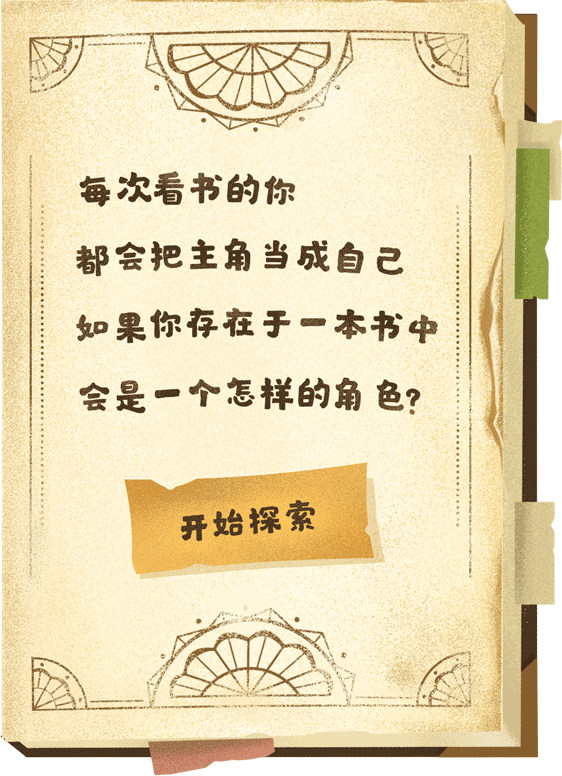 每次看书的你
都会把主角当成自己
如果你存在于一本书中
会是一个怎样的角色?
开始探索